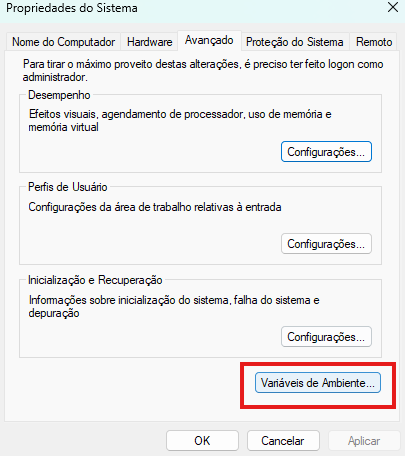 Propriedades do Sistema
Nome do Computador Hardware Avançado Proteção do Sistema Remoto
Para tirar o máximo proveito destas alterações, é preciso ter feito logon como
administrador.
Desempenho
Efeitos visuais, agendamento de processador, uso de memória e
memória virtual
Configurações...
Perfis de Usuário
Configurações da área de trabalho relativas à entrada
Configurações...
Inicialização e Recuperação
Informações sobre inicialização do sistema, falha do sistema e
depuração
Configurações...
Variáveis de Ambiente...
OK Cancelar Aplicar